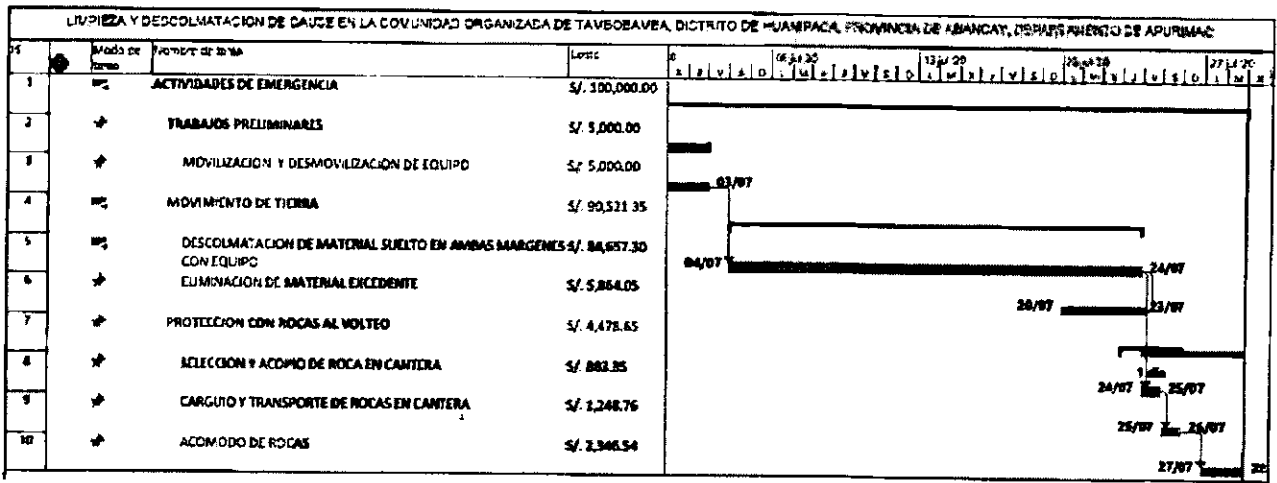 LIMPIEZA Y DESCOLMATACION DE CAUCE EN LA COMUNIDAD ORGANIZADA DE TAMBOBAMBA, DISTRITO DE HUANIPACA, PROVINCIA DE ABANCAY, DEPARTAMENTO DE APURIMAC
Modo de tarea Nombre de tarea Costo 13 jul '20 27 jul '20
1 ACTIVIDADES DE EMERGENCIA S/. 100,000.00
2 TRABAJOS PRELIMINARES S/. 5,000.00
3 MOVILIZACION Y DESMOVILIZACION DE EQUIPO S/. 5,000.00
03/07
4 MOVIMIENTO DE TIERRA S/. 90,521.35
5 DESCOLMATACION DE MATERIAL SUELTO EN AMBAS MARGENES S/. 84,657.30
CON EQUIPO
04/07 24/07
6 ELIMINACION DE MATERIAL EXCEDENTE S/. 5,864.05
20/07 23/07
7 PROTECCION CON ROCAS AL VOLTEO S/. 4,478.65
8 SELECCION Y ACOPIO DE ROCA EN CANTERA S/. 883.35
1 día
24/07 25/07
9 CARGUIO Y TRANSPORTE DE ROCAS EN CANTERA S/. 1,248.76
25/07 26/07
10 ACOMODO DE ROCAS S/. 2,346.54
27/07